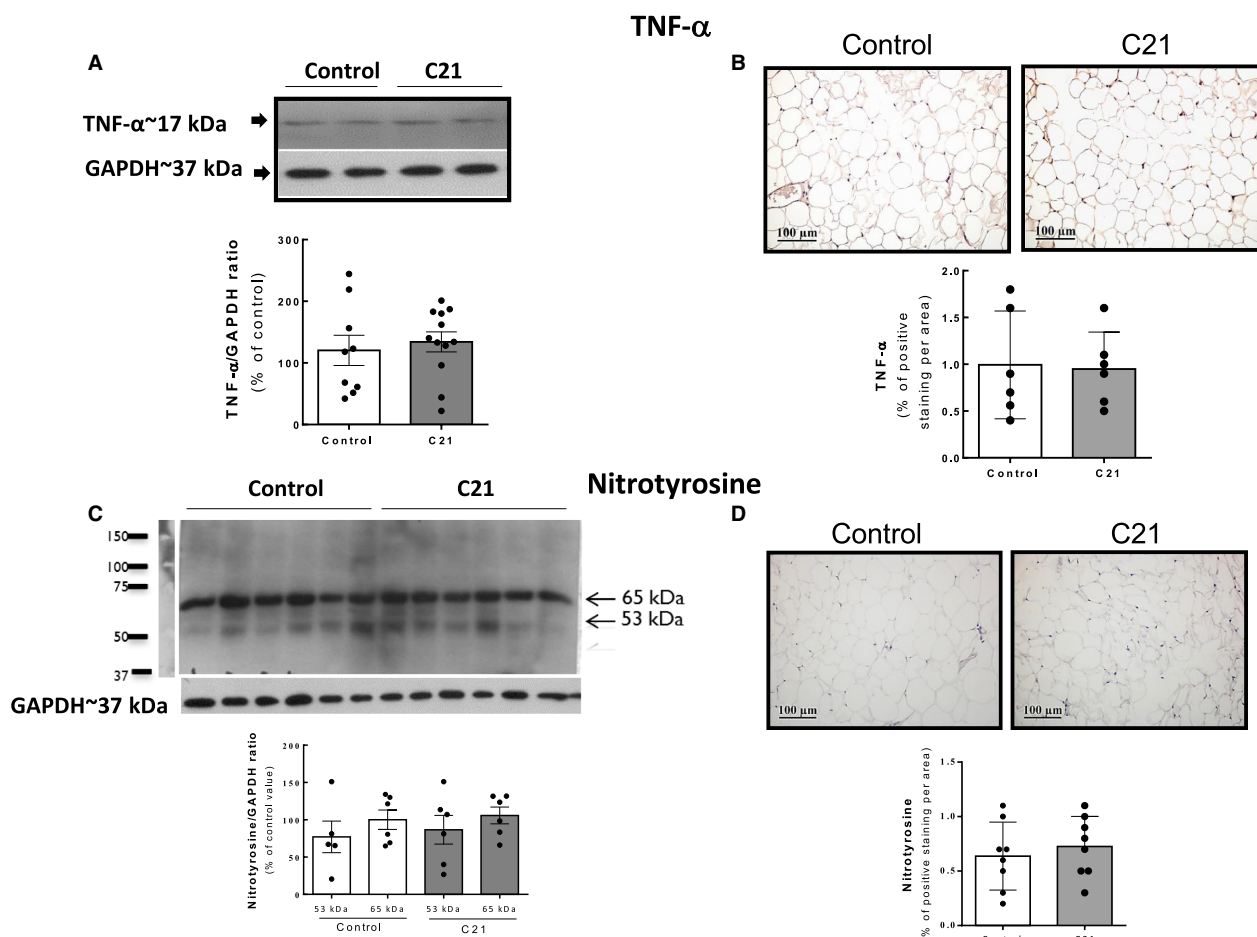 TNF-α
A
Control
C21
TNF-α~17 kDa
GAPDH~37 kDa
TNF-α/GAPDH ratio
(% of control)
300
200
100
0
Control
C21
B
Control
C21
100 µm
100 µm
TNF-α
(% of positive
staining per area)
2.0
1.5
1.0
0.5
0.0
Control
C21
Nitrotyrosine
C
Control
C21
150
100
75
50
37
65 kDa
53 kDa
GAPDH~37 kDa
Nitrotyrosine/GAPDH ratio
(% of control value)
200
150
100
50
0
53 kDa
65 kDa
53 kDa
65 kDa
Control
C21
D
Control
C21
100 µm
100 µm
Nitrotyrosine
% of positive staining per area)
1.5
1.0
0.5
0.0